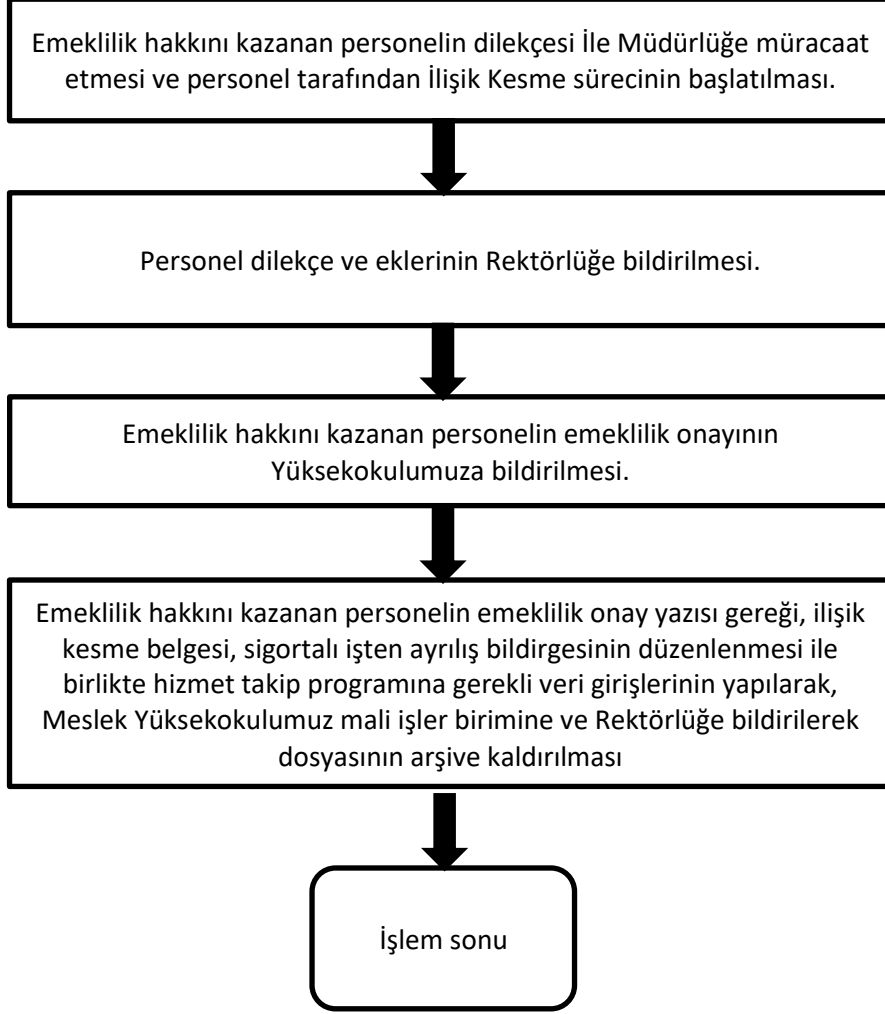 Emeklilik hakkını kazanan personelin dilekçesi İle Müdürlüğe müracaat
etmesi ve personel tarafından İlişik Kesme sürecinin başlatılması.
Personel dilekçe ve eklerinin Rektörlüğe bildirilmesi.
Emeklilik hakkını kazanan personelin emeklilik onayının
Yüksekokulumuza bildirilmesi.
Emeklilik hakkını kazanan personelin emeklilik onay yazısı gereği, ilişik
kesme belgesi, sigortalı işten ayrılış bildirgesinin düzenlenmesi ile
birlikte hizmet takip programına gerekli veri girişlerinin yapılarak,
Meslek Yüksekokulumuz mali işler birimine ve Rektörlüğe bildirilerek
dosyasının arşive kaldırılması
İşlem sonu